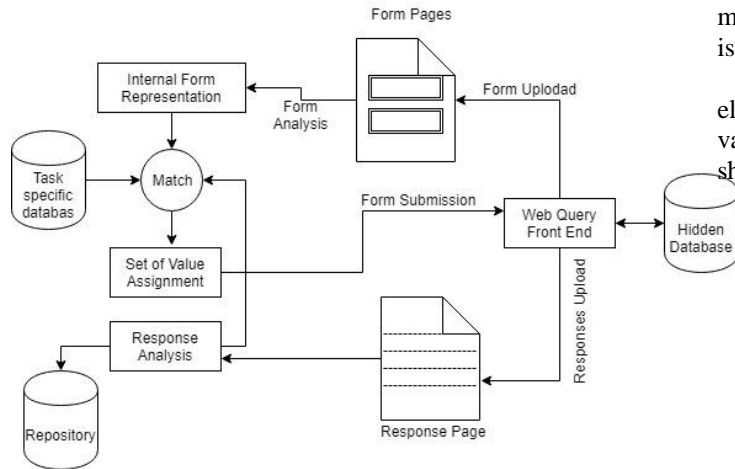 Form Pages
m
is
Internal Form
Representation
Form
Analysis
Form Uplodad
el
va
sh
Task
specific
databas
Match
Form Submission
Web Query
Front End
Hidden
Database
Set of Value
Assignment
Responses Upload
Response
Analysis
Repository
Response Page